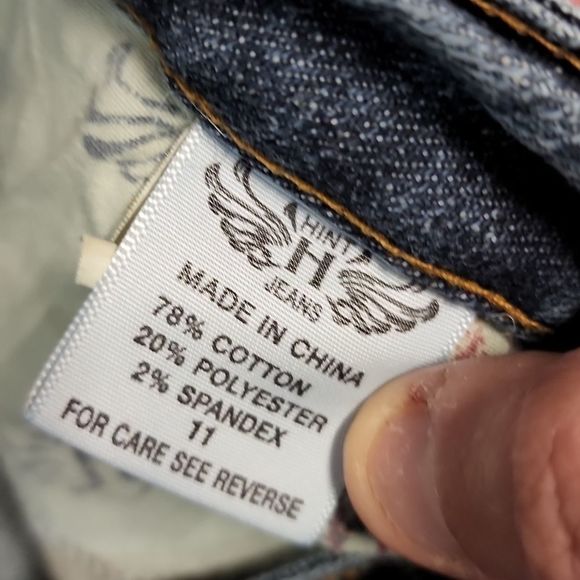 HINT
H
JEANS
MADE IN CHINA
78% COTTON
20% POLYESTER
2% SPANDEX
11
FOR CARE SEE REVERSE